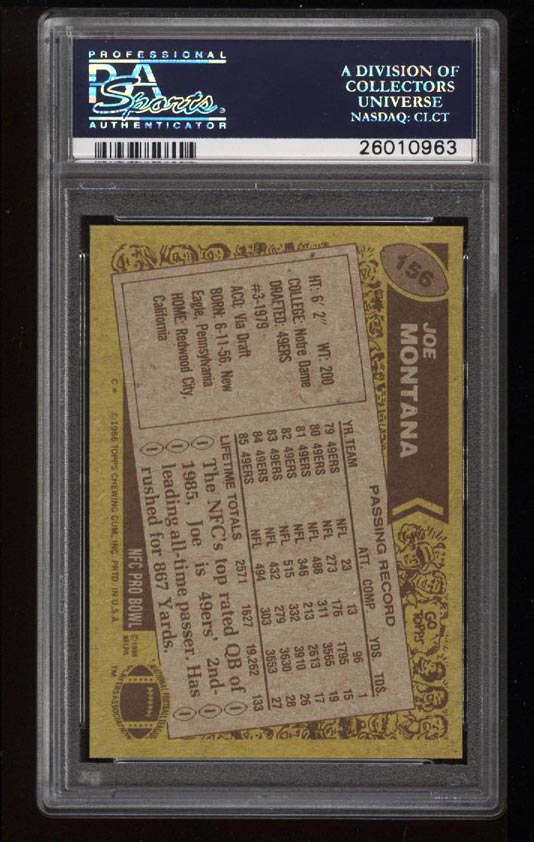 PROFESSIONAL
PSA
Sports
AUTHENTICATOR
A DIVISION OF
COLLECTORS
UNIVERSE
NASDAQ: CLCT
26010963
156
JOE
MONTANA
HT: 6' 2" WT: 200
COLLEGE: Notre Dame
DRAFTED: 49ERS
#3-1979
ACQ: Via Draft
BORN: 6-11-56, New
Eagle, Pennsylvania
HOME: Redwood City,
California
PASSING RECORD
YR. TEAM ATT. COMP. YDS. TDS.
79 49ERS NFL 23 13 96 1
80 49ERS NFL 273 176 1795 15
81 49ERS NFL 488 311 3565 19
82 49ERS NFL 346 213 2613 17
83 49ERS NFL 515 332 3910 26
84 49ERS NFL 432 279 3630 28
85 49ERS NFL 494 303 3653 27
LIFETIME TOTALS 2571 1627 19,262 133
The NFC's top rated QB of
1985, Joe is 49ers' 2nd-
leading all-time passer. Has
rushed for 867 Yards.
GO
TOPPS!
NFC PRO BOWL
C* ©1986 TOPPS CHEWING GUM, INC. PRTD. IN U.S.A.
©1986
NFLPA
TM